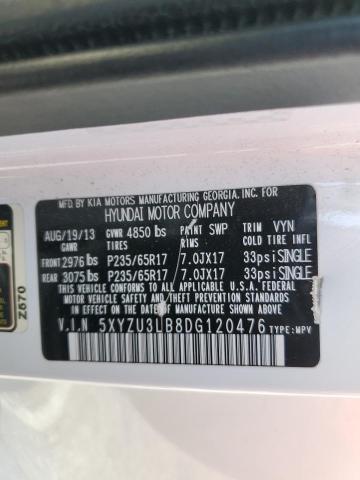 MFD.BY KIA MOTORS MANUFACTURING GEORGIA.INC.FOR
HYUNDAI MOTOR COMPANY
AUG/19/13 GVWR 4850 lbs PAINT SWP TRIM VYN
GAWR TIRES RIMS COLD TIRE INFL
FRONT 2976 lbs P235/65R17 7.0JX17 33psi SINGLE
REAR 3075 lbs P235/65R17 7.0JX17 33psi SINGLE
THIS VEHICLE CONFORMS TO ALL APPLICABLE U.S.A. FEDERAL
MOTOR VEHICLE SAFETY, BUMPER AND THEFT PREVENTION
STANDARDS IN EFFECT ON THE DATE OF MANUFACTURE SHOWN ABOVE.
V.I.N 5XYZU3LB8DG120476 TYPE:MPV
Z670